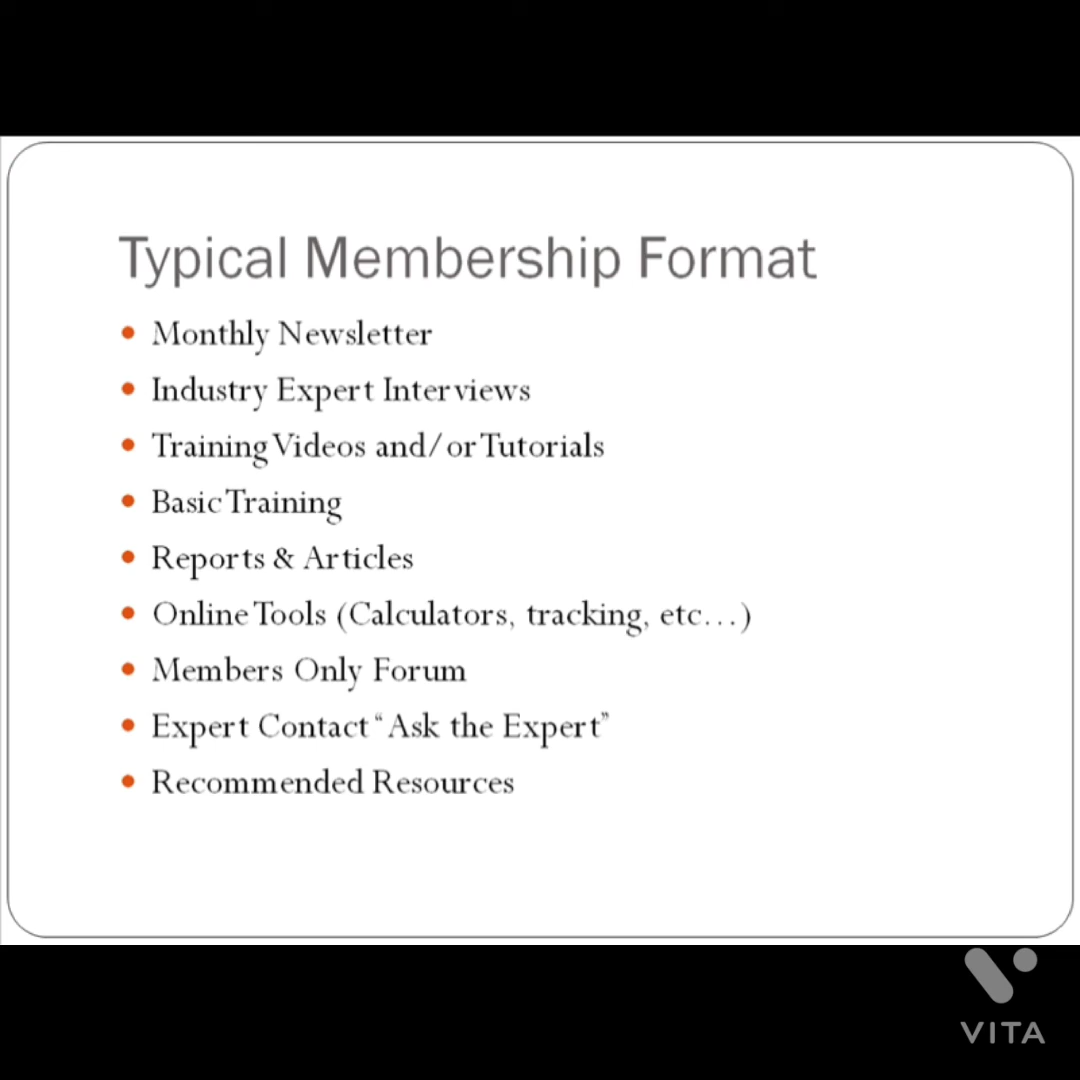 Typical Membership Format
• Monthly Newsletter
• Industry Expert Interviews
• Training Videos and/or Tutorials
• Basic Training
• Reports & Articles
• Online Tools (Calculators, tracking, etc…)
• Members Only Forum
• Expert Contact “Ask the Expert”
• Recommended Resources
VITA